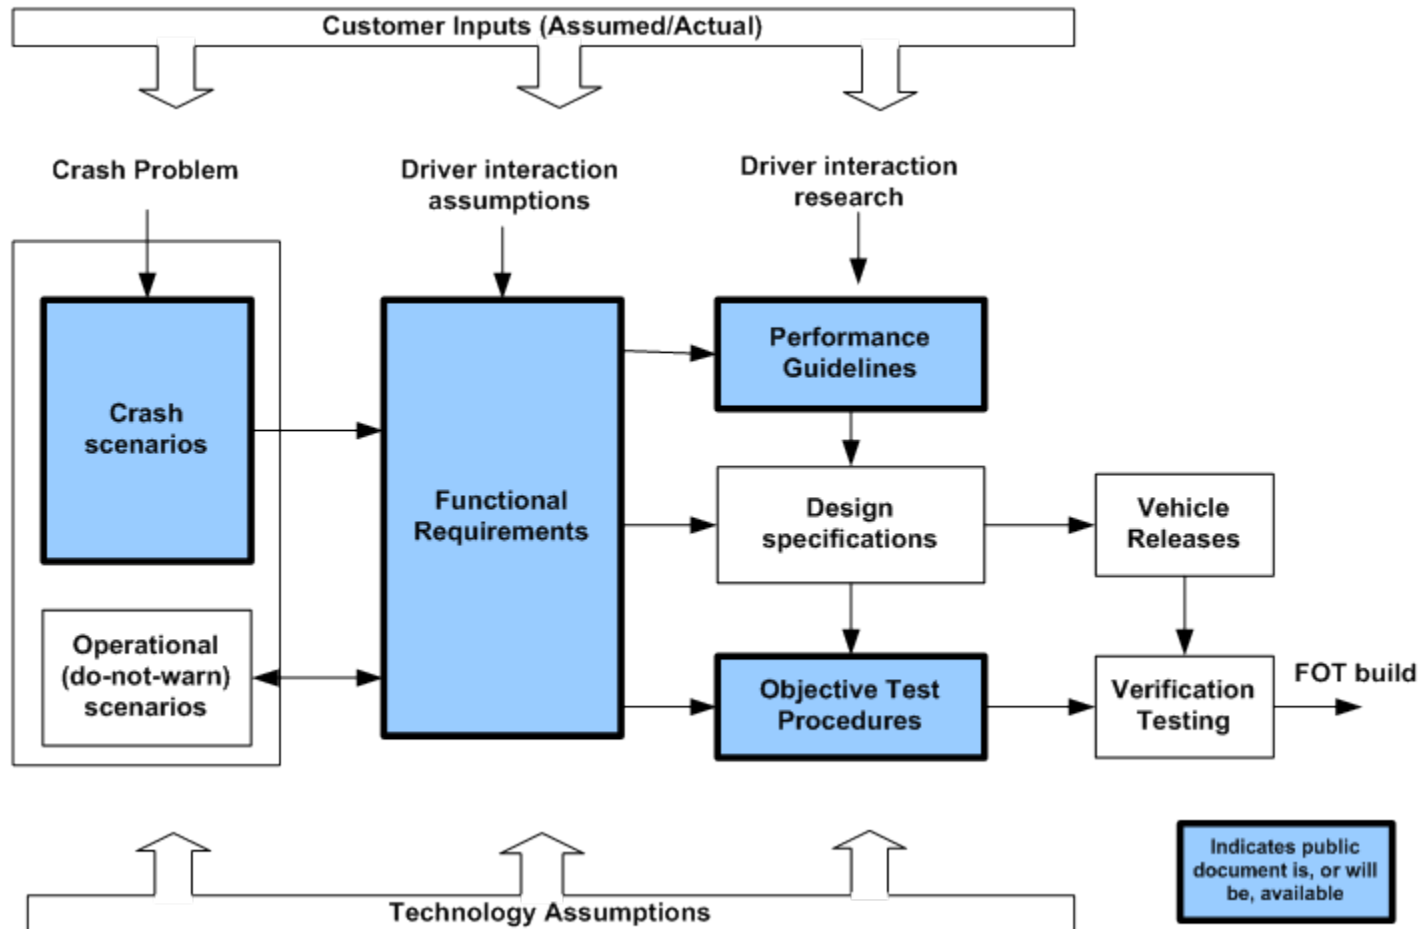 Customer Inputs (Assumed/Actual)
Crash Problem
Driver interaction
assumptions
Driver interaction
research
Crash
scenarios
Functional
Requirements
Performance
Guidelines
Design
specifications
Vehicle
Releases
Operational
(do-not-warn)
scenarios
Objective Test
Procedures
Verification
Testing
FOT build
Indicates public
document is, or will
be, available
Technology Assumptions